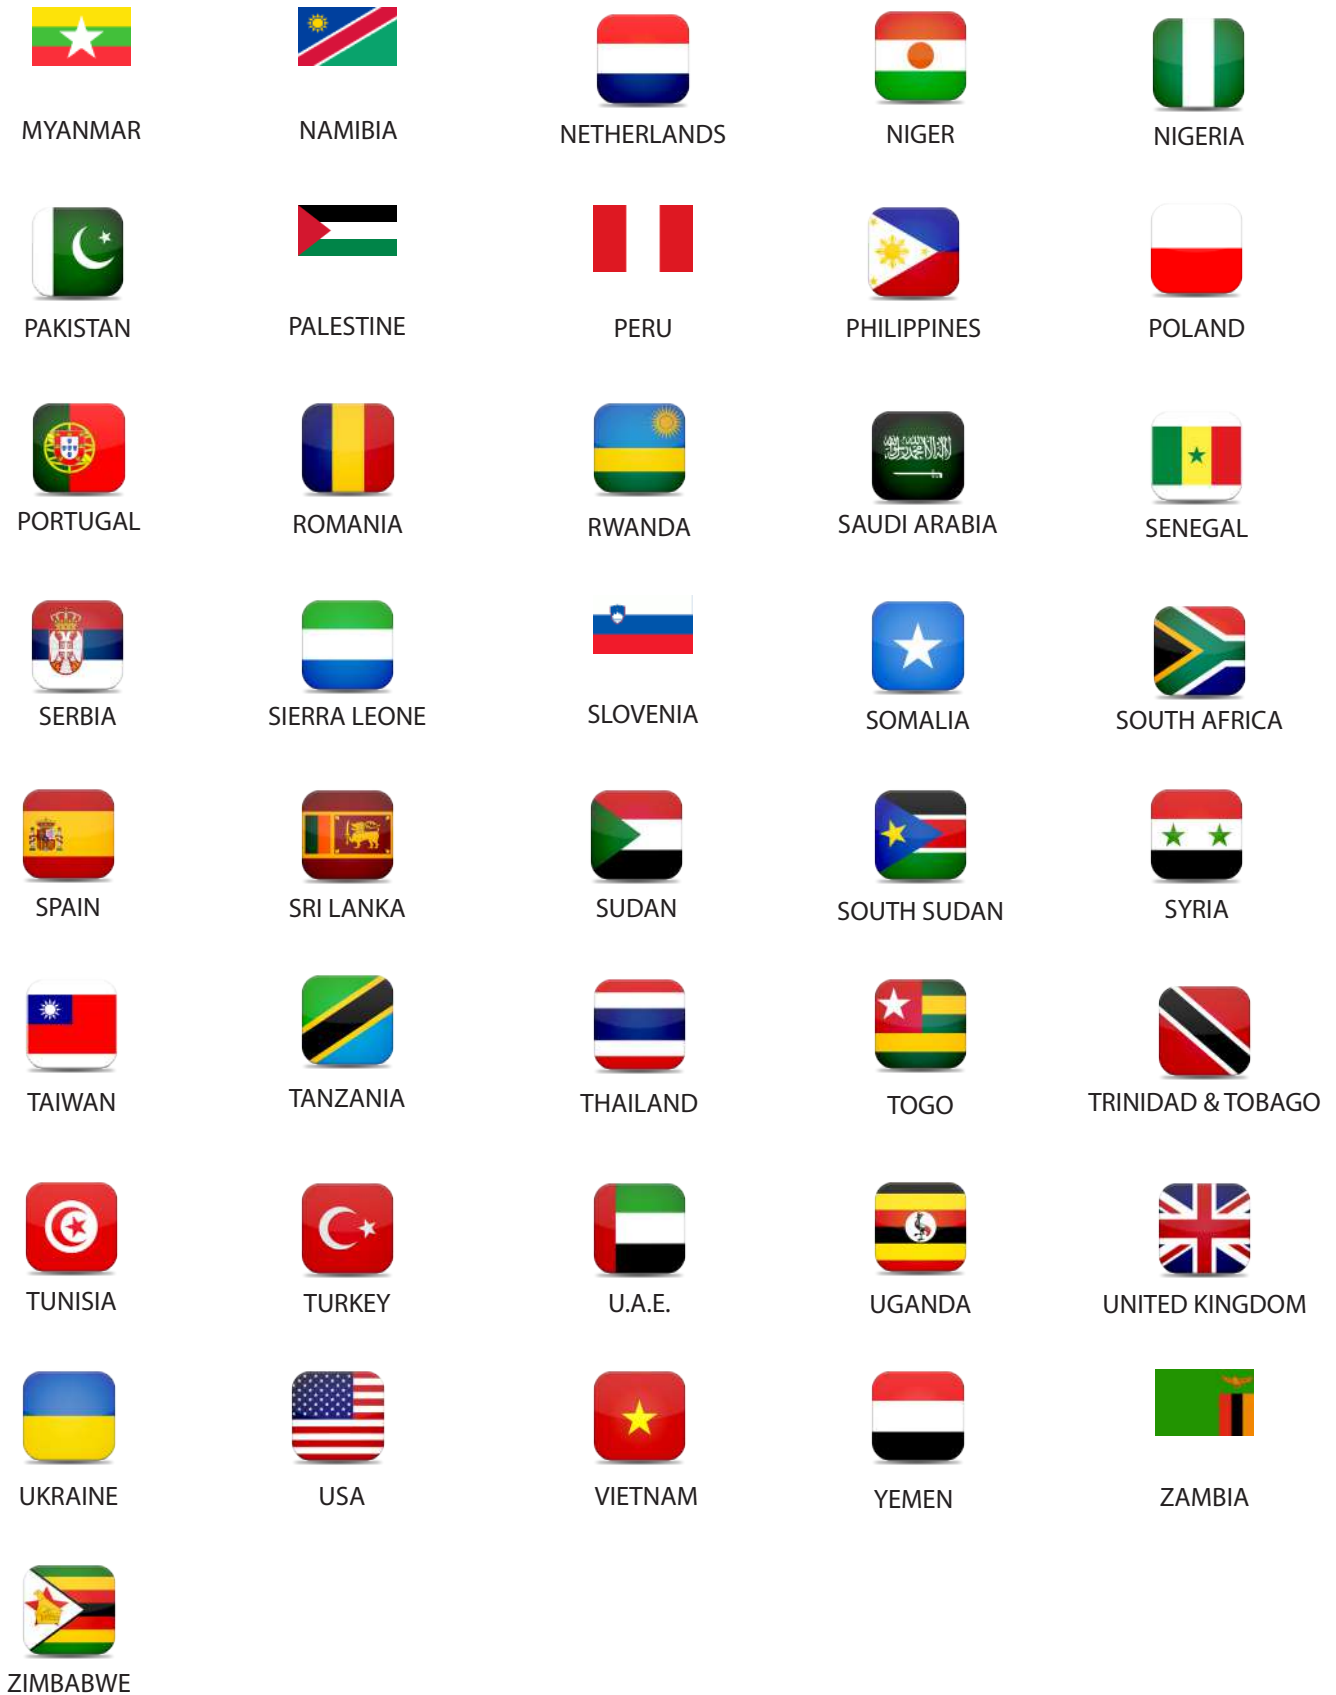 MYANMAR
NAMIBIA
NETHERLANDS
NIGER
NIGERIA
PAKISTAN
PALESTINE
PERU
PHILIPPINES
POLAND
PORTUGAL
ROMANIA
RWANDA
SAUDI ARABIA
SENEGAL
SERBIA
SIERRA LEONE
SLOVENIA
SOMALIA
SOUTH AFRICA
SPAIN
SRI LANKA
SUDAN
SOUTH SUDAN
SYRIA
TAIWAN
TANZANIA
THAILAND
TOGO
TRINIDAD & TOBAGO
TUNISIA
TURKEY
U.A.E.
UGANDA
UNITED KINGDOM
UKRAINE
USA
VIETNAM
YEMEN
ZAMBIA
ZIMBABWE